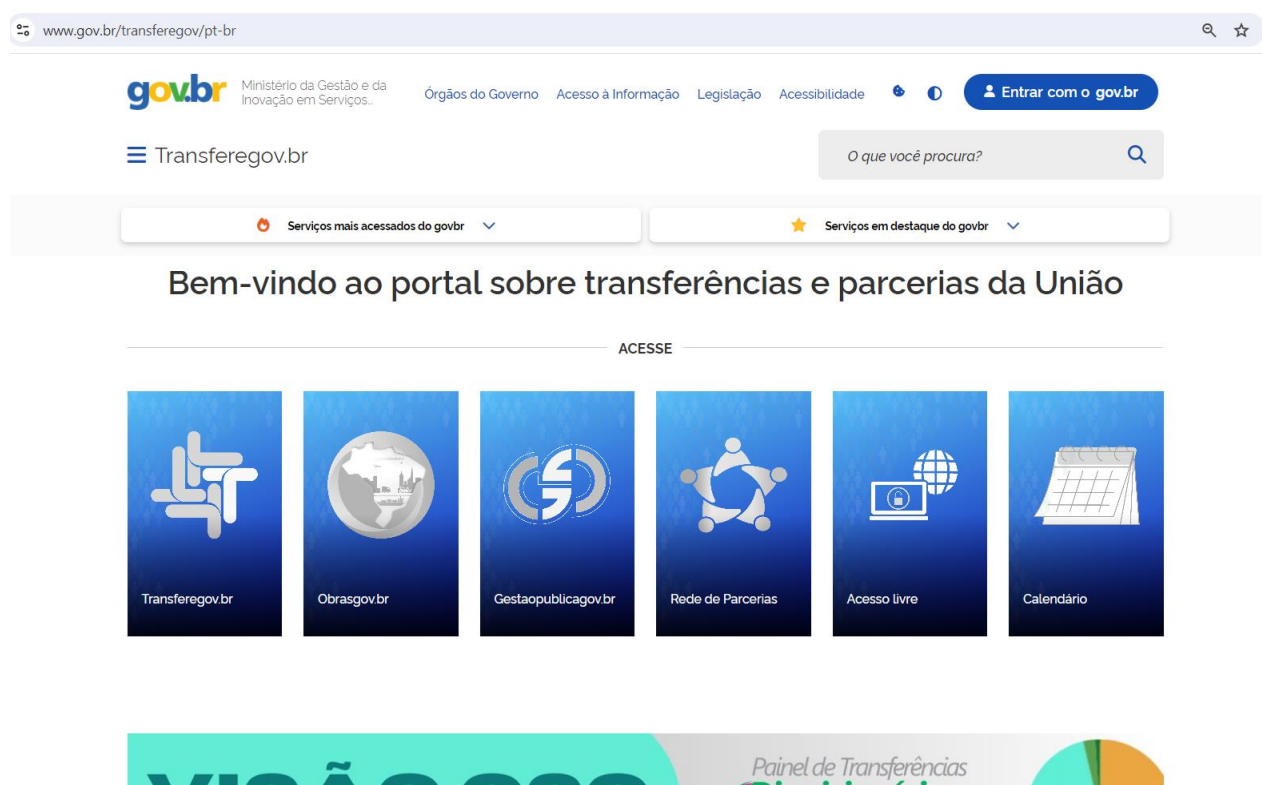 www.gov.br/transferegov/pt-br
gov.br
Ministério da Gestão e da
Inovação em Serviços...
Órgãos do Governo Acesso à Informação Legislação Acessibilidade
Entrar com o gov.br
Transferegov.br
O que você procura?
Serviços mais acessados do govbr
Serviços em destaque do govbr
Bem-vindo ao portal sobre transferências e parcerias da União
ACESSE
Transferegov.br
Obrasgov.br
Gestaopublicagov.br
Rede de Parcerias
Acesso livre
Calendário
Painel de Transferências